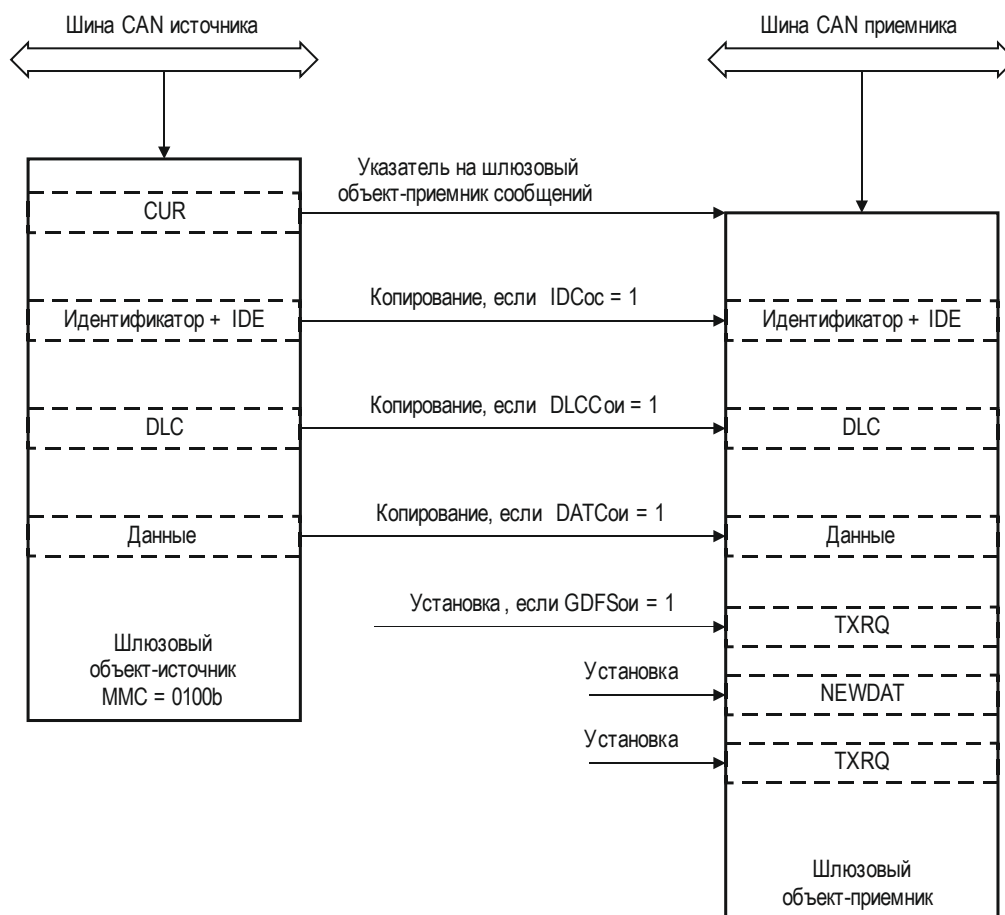 Шина CAN источника
Шина CAN приемника
Указатель на шлюзовый
объект-приемник сообщений
CUR
Копирование, если IDCос = 1
Идентификатор + IDE
Идентификатор + IDE
Копирование, если DLCCои = 1
DLC
DLC
Копирование, если DATCои = 1
Данные
Данные
Установка , если GDFSои = 1
TXRQ
Шлюзовый
объект-источник
MMC = 0100b
Установка
NEWDAT
Установка
TXRQ
Шлюзовый
объект-приемник